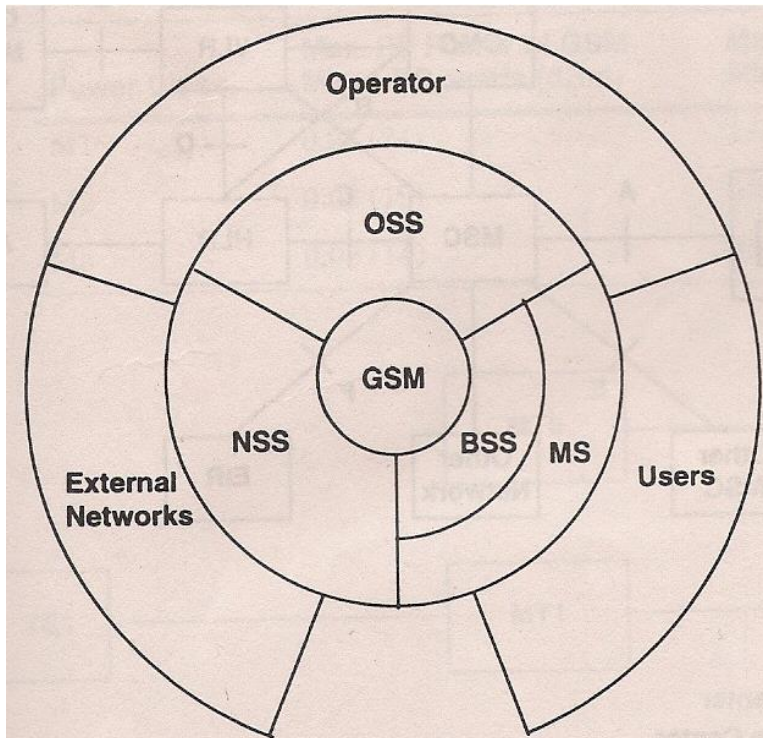 Operator
OSS
GSM
NSS
BSS
MS
External
Networks
Users